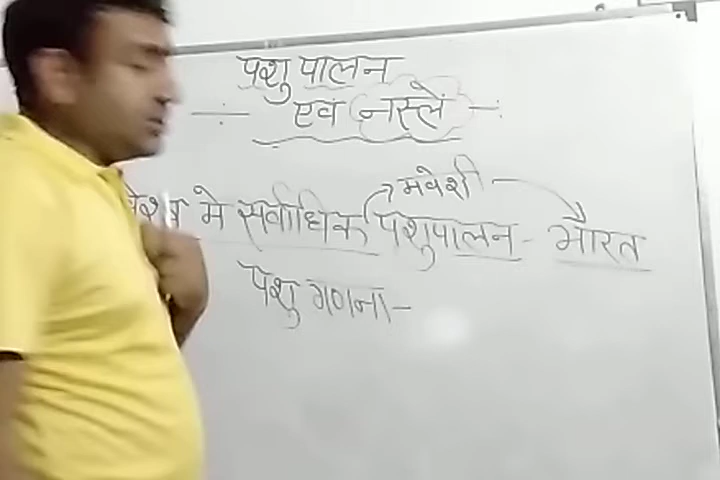 पशु पालन
एवं नस्लें
मवेशी
में सर्वाधिक पशुपालन - भारत
पशु गणना -